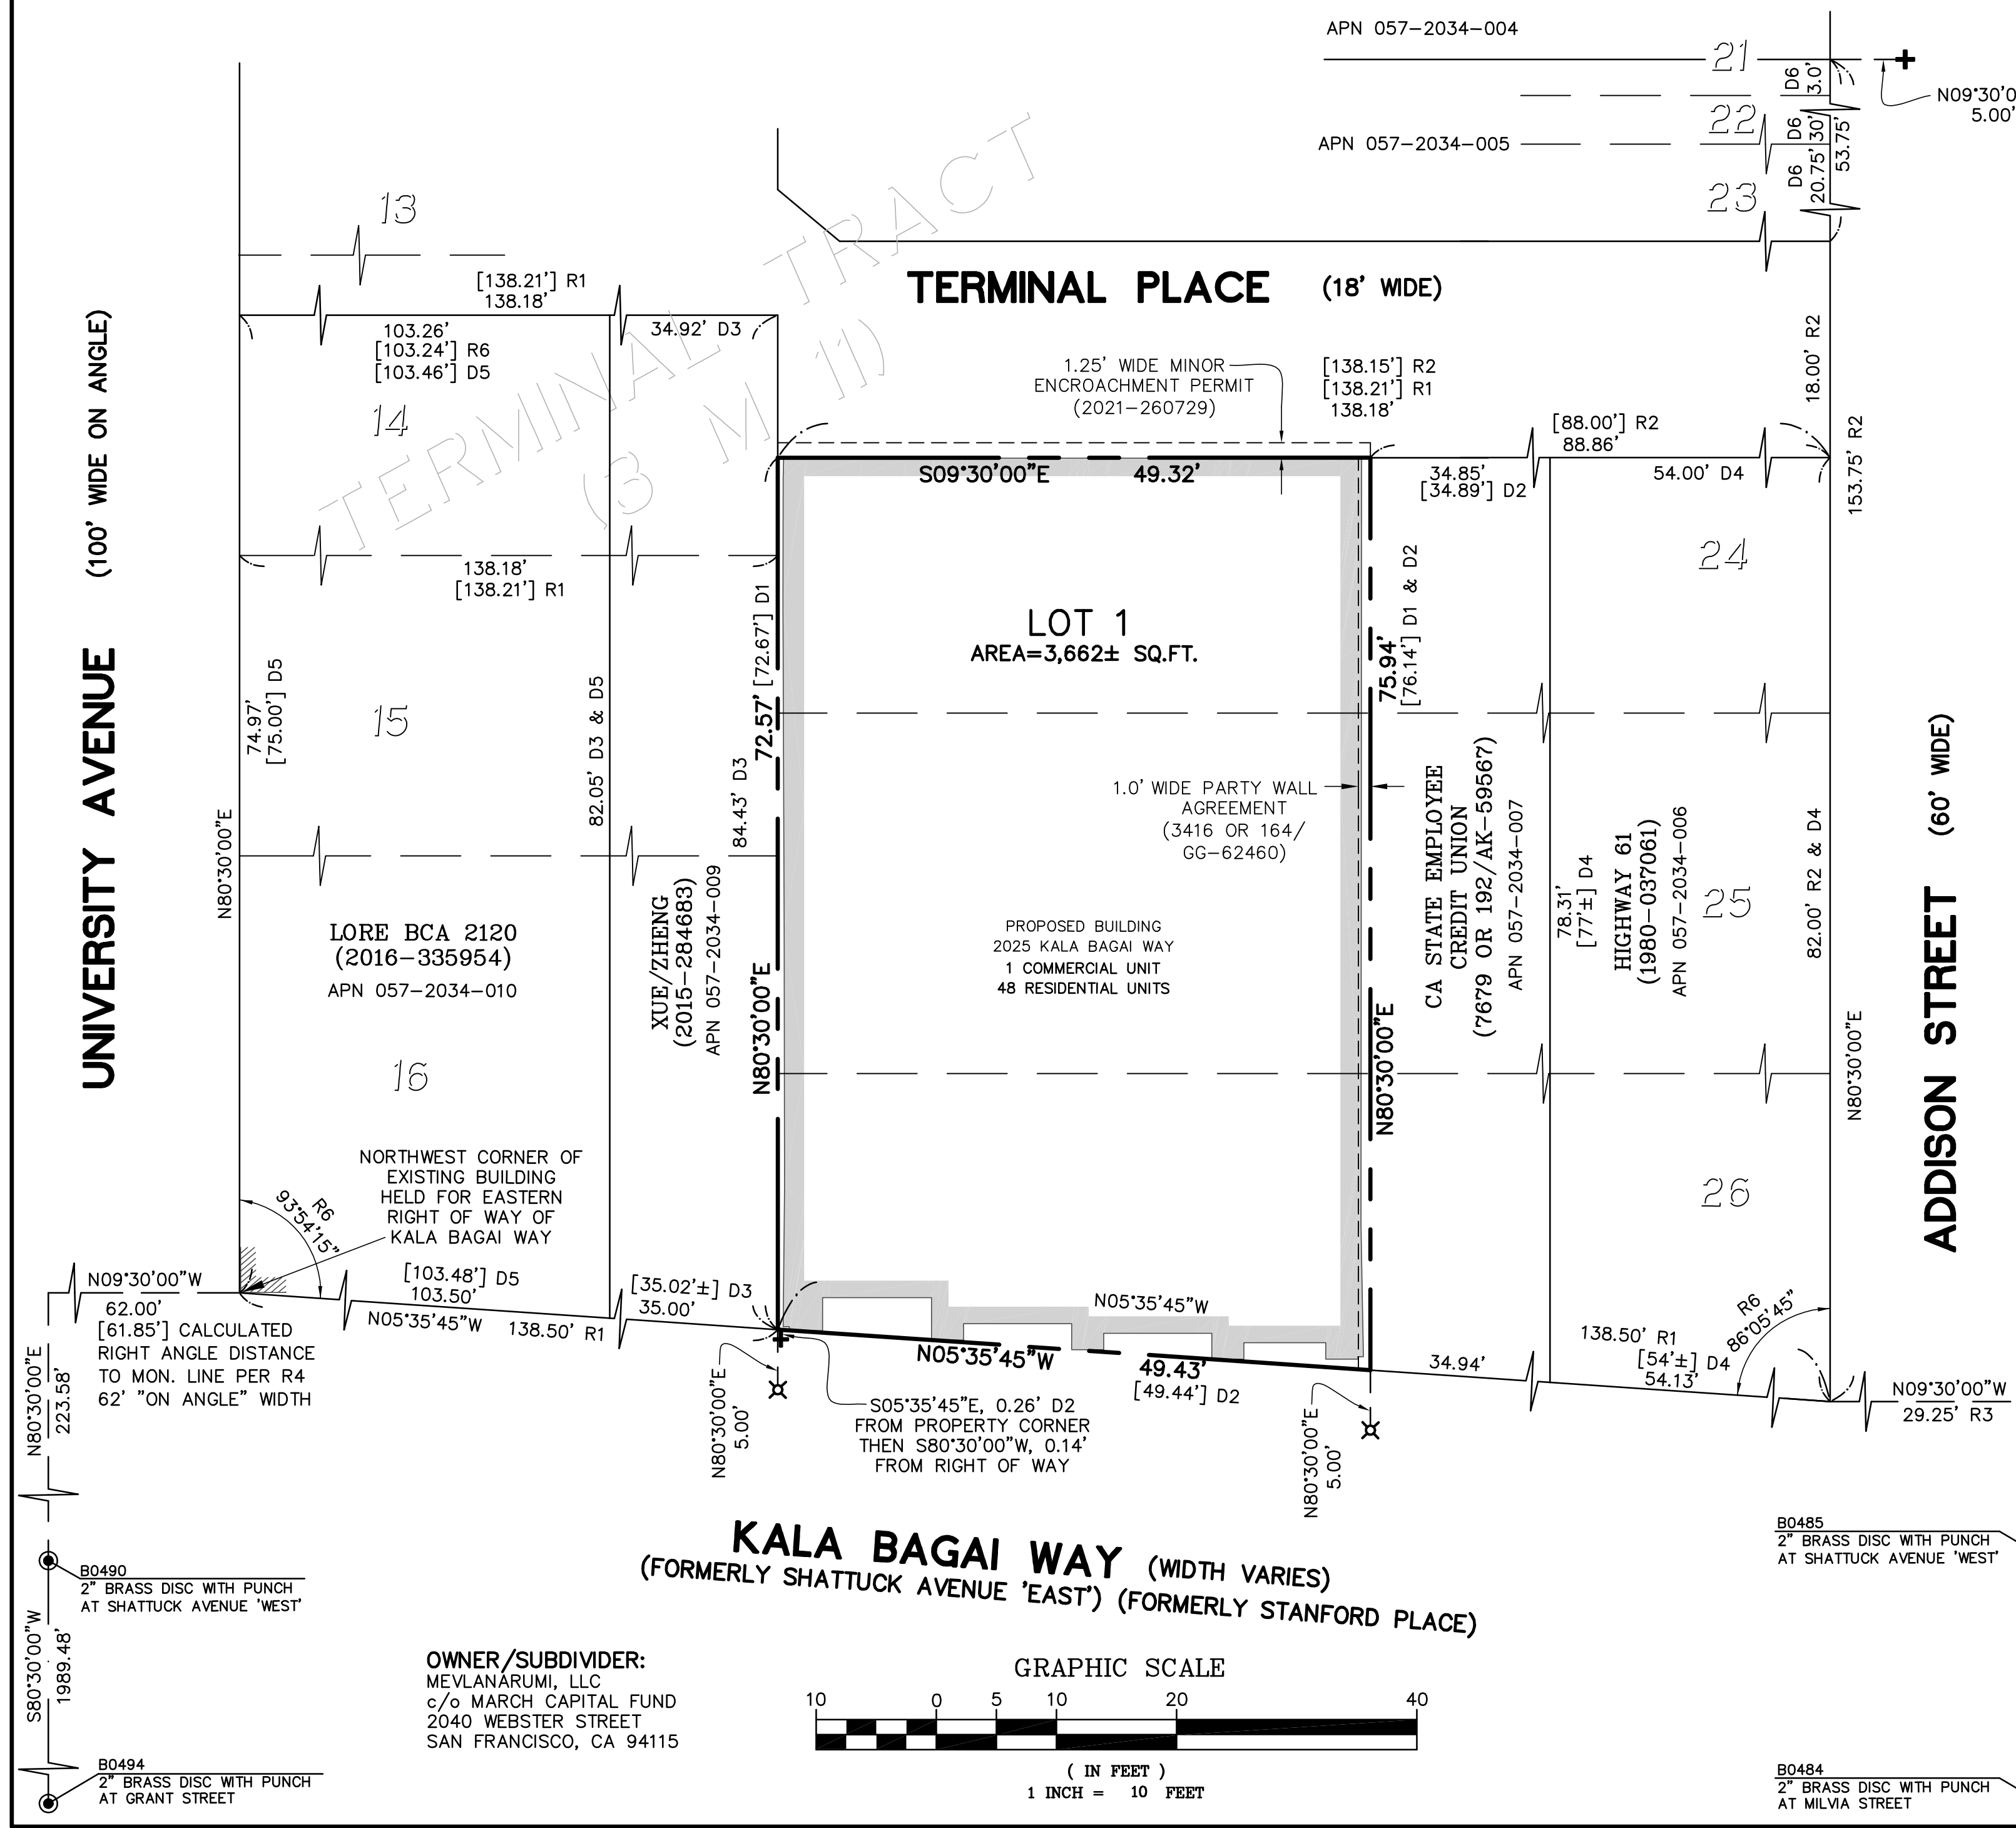 APN 057-2034-004
21
D6
3.0'
N09°30'0
5.00'
22
D6
30'
53.75'
APN 057-2034-005
D6
20.75'
23
13
TERMINAL TRACT
(3 M 11)
[138.21'] R1
138.18'
TERMINAL PLACE (18' WIDE)
103.26'
[103.24'] R6
[103.46'] D5
34.92' D3
14
1.25' WIDE MINOR
ENCROACHMENT PERMIT
(2021-260729)
[138.15'] R2
[138.21'] R1
138.18'
18.00' R2
[88.00'] R2
88.86'
153.75' R2
S09°30'00"E 49.32'
34.85'
[34.89'] D2
54.00' D4
UNIVERSITY AVENUE (100' WIDE ON ANGLE)
138.18'
[138.21'] R1
24
LOT 1
AREA=3,662± SQ.FT.
72.57' [72.67'] D1
75.94'
[76.14'] D1 & D2
74.97'
[75.00'] D5
15
82.05' D3 & D5
84.43' D3
1.0' WIDE PARTY WALL
AGREEMENT
(3416 OR 164/
GG-62460)
CA STATE EMPLOYEE
CREDIT UNION
(7679 OR 192/AK-59567)
APN 057-2034-007
78.31'
[77'±] D4
HIGHWAY 61
(1980-037061)
APN 057-2034-006
25
82.00' R2 & D4
ADDISON STREET (60' WIDE)
N80°30'00"E
LORE BCA 2120
(2016-335954)
APN 057-2034-010
XUE/ZHENG
(2015-284683)
APN 057-2034-009
N80°30'00"E
PROPOSED BUILDING
2025 KALA BAGAI WAY
1 COMMERCIAL UNIT
48 RESIDENTIAL UNITS
N80°30'00"E
N80°30'00"E
16
26
NORTHWEST CORNER OF
EXISTING BUILDING
HELD FOR EASTERN
RIGHT OF WAY OF
KALA BAGAI WAY
R6
93°54'15"
N09°30'00"W
62.00'
[61.85'] CALCULATED
RIGHT ANGLE DISTANCE
TO MON. LINE PER R4
62' "ON ANGLE" WIDTH
[103.48'] D5
103.50'
N05°35'45"W 138.50' R1
[35.02'±] D3
35.00'
N05°35'45"W
N05°35'45"W 49.43'
[49.44'] D2
34.94'
138.50' R1
[54'±] D4
54.13'
R6
86°05'45"
N09°30'00"W
29.25' R3
N80°30'00"E
223.58'
N80°30'00"E
5.00'
S05°35'45"E, 0.26' D2
FROM PROPERTY CORNER
THEN S80°30'00"W, 0.14'
FROM RIGHT OF WAY
N80°30'00"E
5.00'
KALA BAGAI WAY (WIDTH VARIES)
(FORMERLY SHATTUCK AVENUE 'EAST') (FORMERLY STANFORD PLACE)
B0490
2" BRASS DISC WITH PUNCH
AT SHATTUCK AVENUE 'WEST'
B0485
2" BRASS DISC WITH PUNCH
AT SHATTUCK AVENUE 'WEST'
S80°30'00"W
1989.48'
OWNER/SUBDIVIDER:
MEVLANARUMI, LLC
c/o MARCH CAPITAL FUND
2040 WEBSTER STREET
SAN FRANCISCO, CA 94115
GRAPHIC SCALE
10 0 5 10 20 40
( IN FEET )
1 INCH = 10 FEET
B0494
2" BRASS DISC WITH PUNCH
AT GRANT STREET
B0484
2" BRASS DISC WITH PUNCH
AT MILVIA STREET